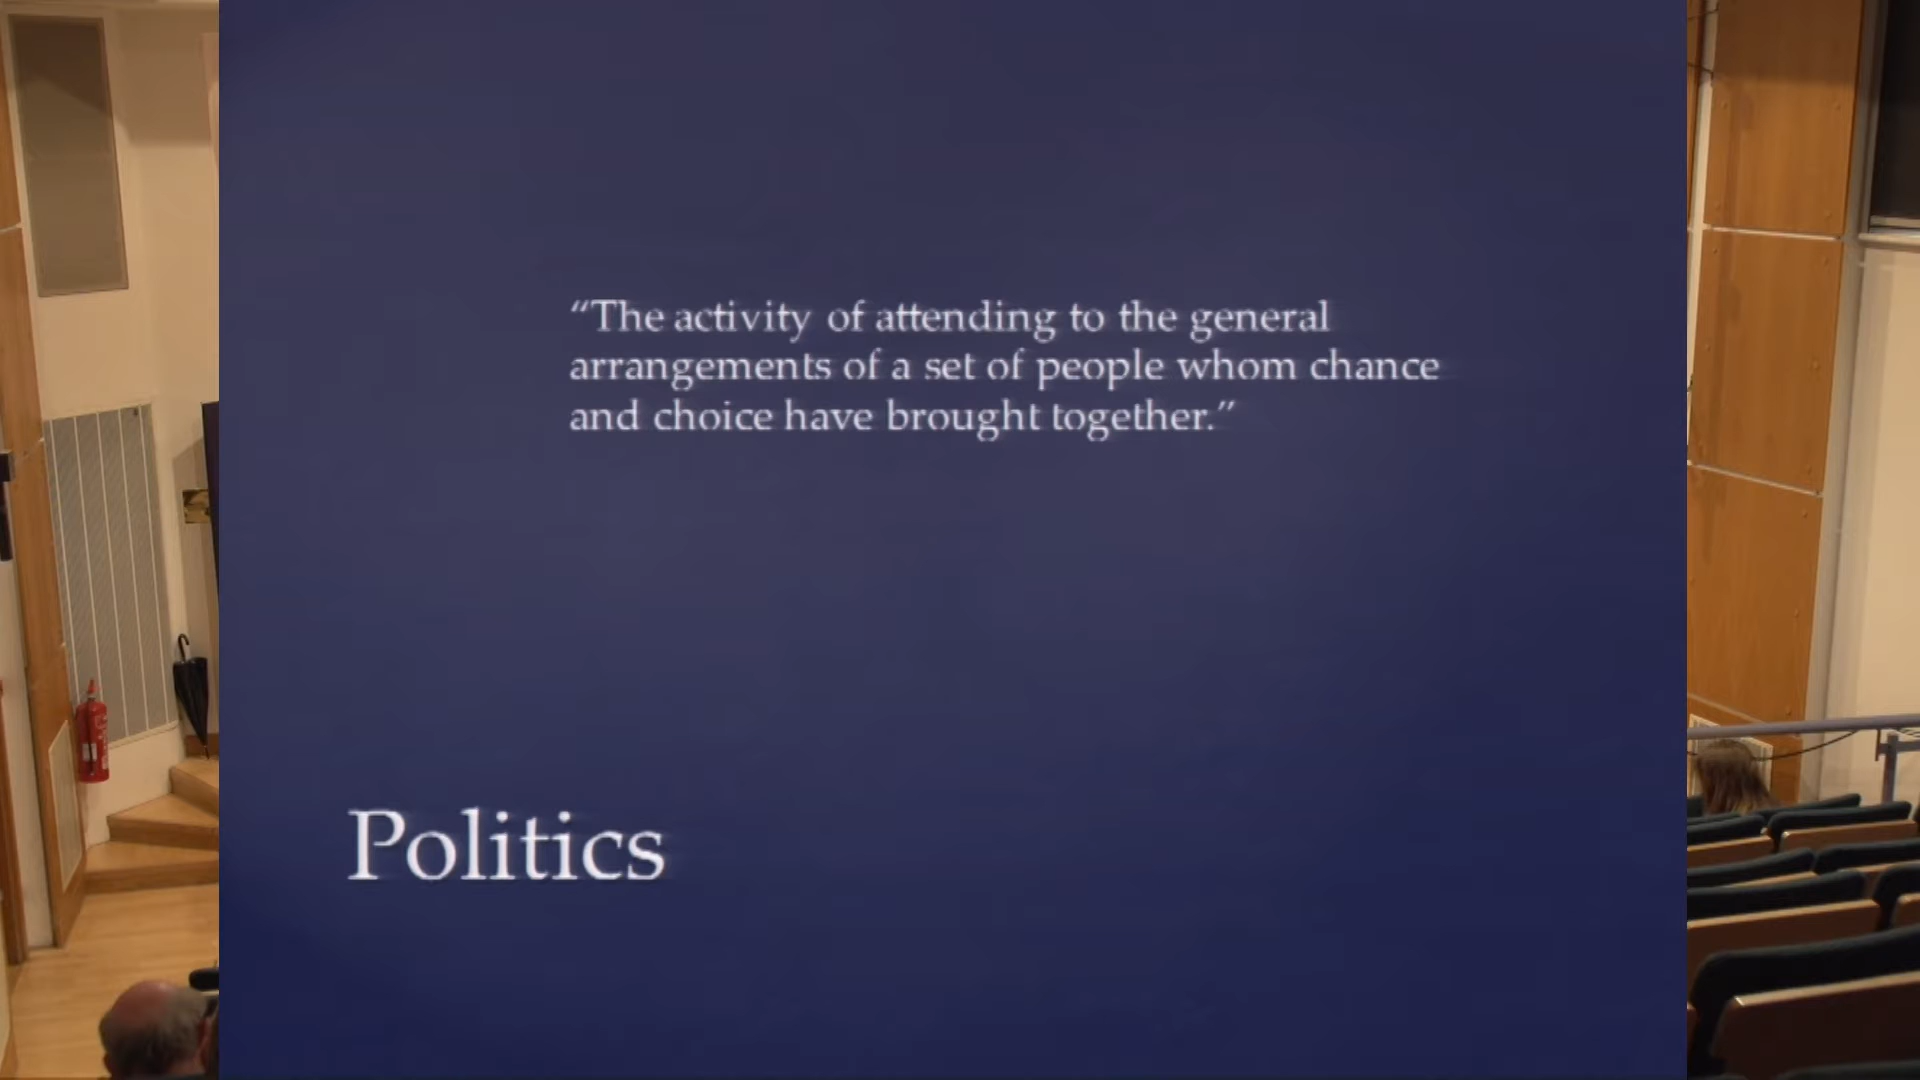 “The activity of attending to the general
arrangements of a set of people whom chance
and choice have brought together.”
Politics